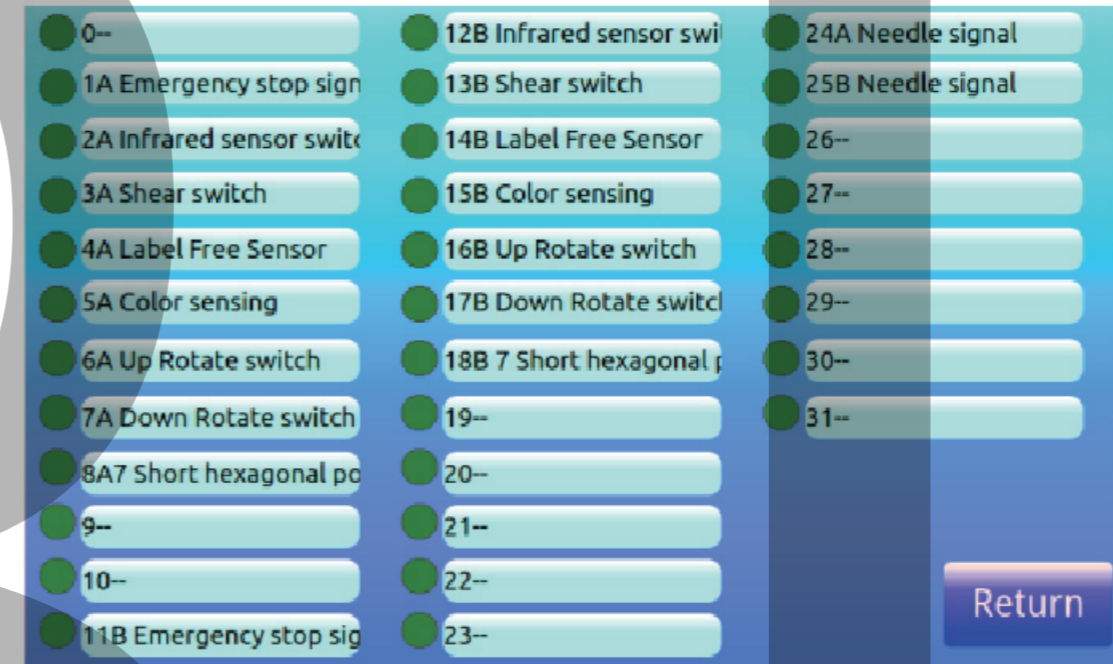 0--
1A Emergency stop sign
2A Infrared sensor switc
3A Shear switch
4A Label Free Sensor
5A Color sensing
6A Up Rotate switch
7A Down Rotate switch
8A7 Short hexagonal po
9--
10--
11B Emergency stop sig
12B Infrared sensor swi
13B Shear switch
14B Label Free Sensor
15B Color sensing
16B Up Rotate switch
17B Down Rotate switc
18B 7 Short hexagonal p
19--
20--
21--
22--
23--
24A Needle signal
25B Needle signal
26--
27--
28--
29--
30--
31--
Return